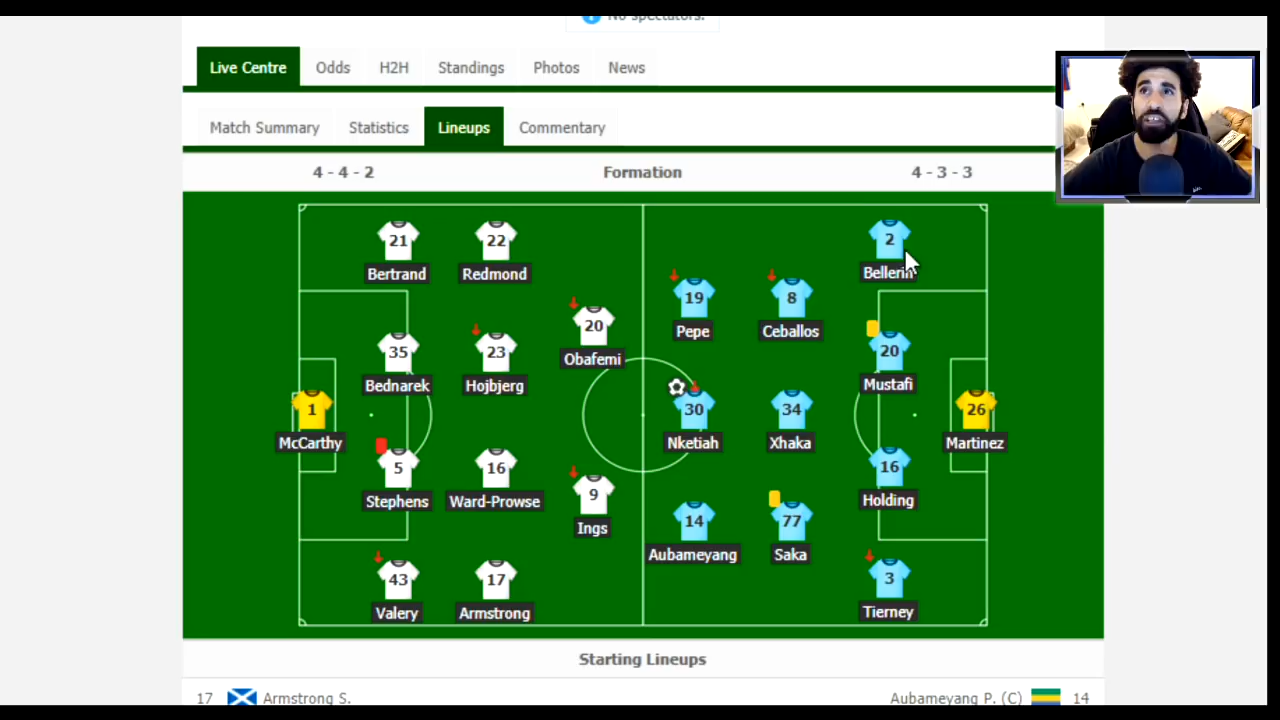 No spectators.
Live Centre Odds H2H Standings Photos News
Match Summary Statistics Lineups Commentary
4 - 4 - 2 Formation 4 - 3 - 3
21 22 2
Bertrand Redmond Bellerin
19 8
20 Pepe Ceballos
35 23 20
Obafemi
Bednarek Hojbjerg Mustafi
1 30 34 26
McCarthy Nketiah Xhaka Martinez
5 16 16
9
Stephens Ward-Prowse Holding
14 77
Ings
Aubameyang Saka
43 17 3
Valery Armstrong Tierney
Starting Lineups
17 Armstrong S. Aubameyang P. (C) 14